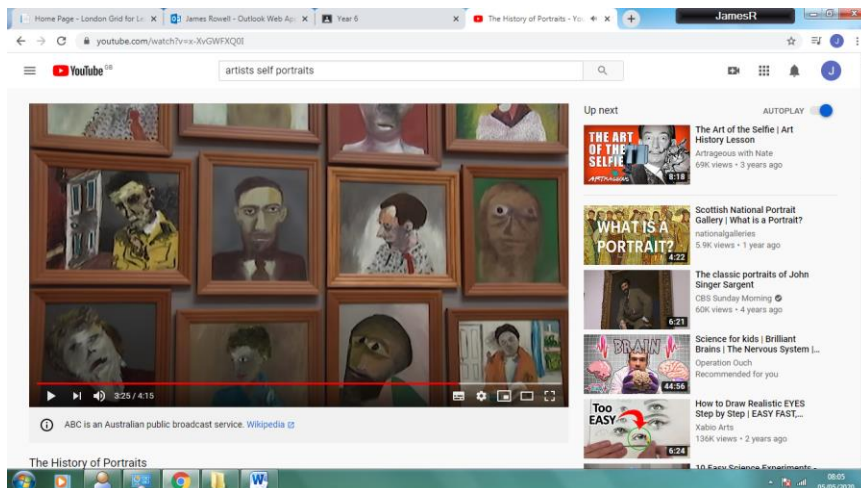 Home Page - London Grid for Le
James Rowell - Outlook Web App
Year 6
The History of Portraits - You
JamesR
youtube.com/watch?v=x-XvGWFXQ0I
YouTube GB
artists self portraits
J
Up next
AUTOPLAY
THE ART
OF THE
SELFIE
8:18
The Art of the Selfie | Art
History Lesson
Artrageous with Nate
69K views • 3 years ago
WHAT IS A
PORTRAIT?
4:22
Scottish National Portrait
Gallery | What is a Portrait?
nationalgalleries
5.9K views • 1 year ago
6:21
The classic portraits of John
Singer Sargent
CBS Sunday Morning
60K views • 4 years ago
BRAIN
44:56
Science for kids | Brilliant
Brains | The Nervous System |...
Operation Ouch
Recommended for you
Too
EASY
6:24
How to Draw Realistic EYES
Step by Step | EASY FAST,...
Xabio Arts
136K views • 2 years ago
10 Easy Science Experiments -
3:25 / 4:15
ABC is an Australian public broadcast service. Wikipedia
The History of Portraits
08:05
05/05/2020